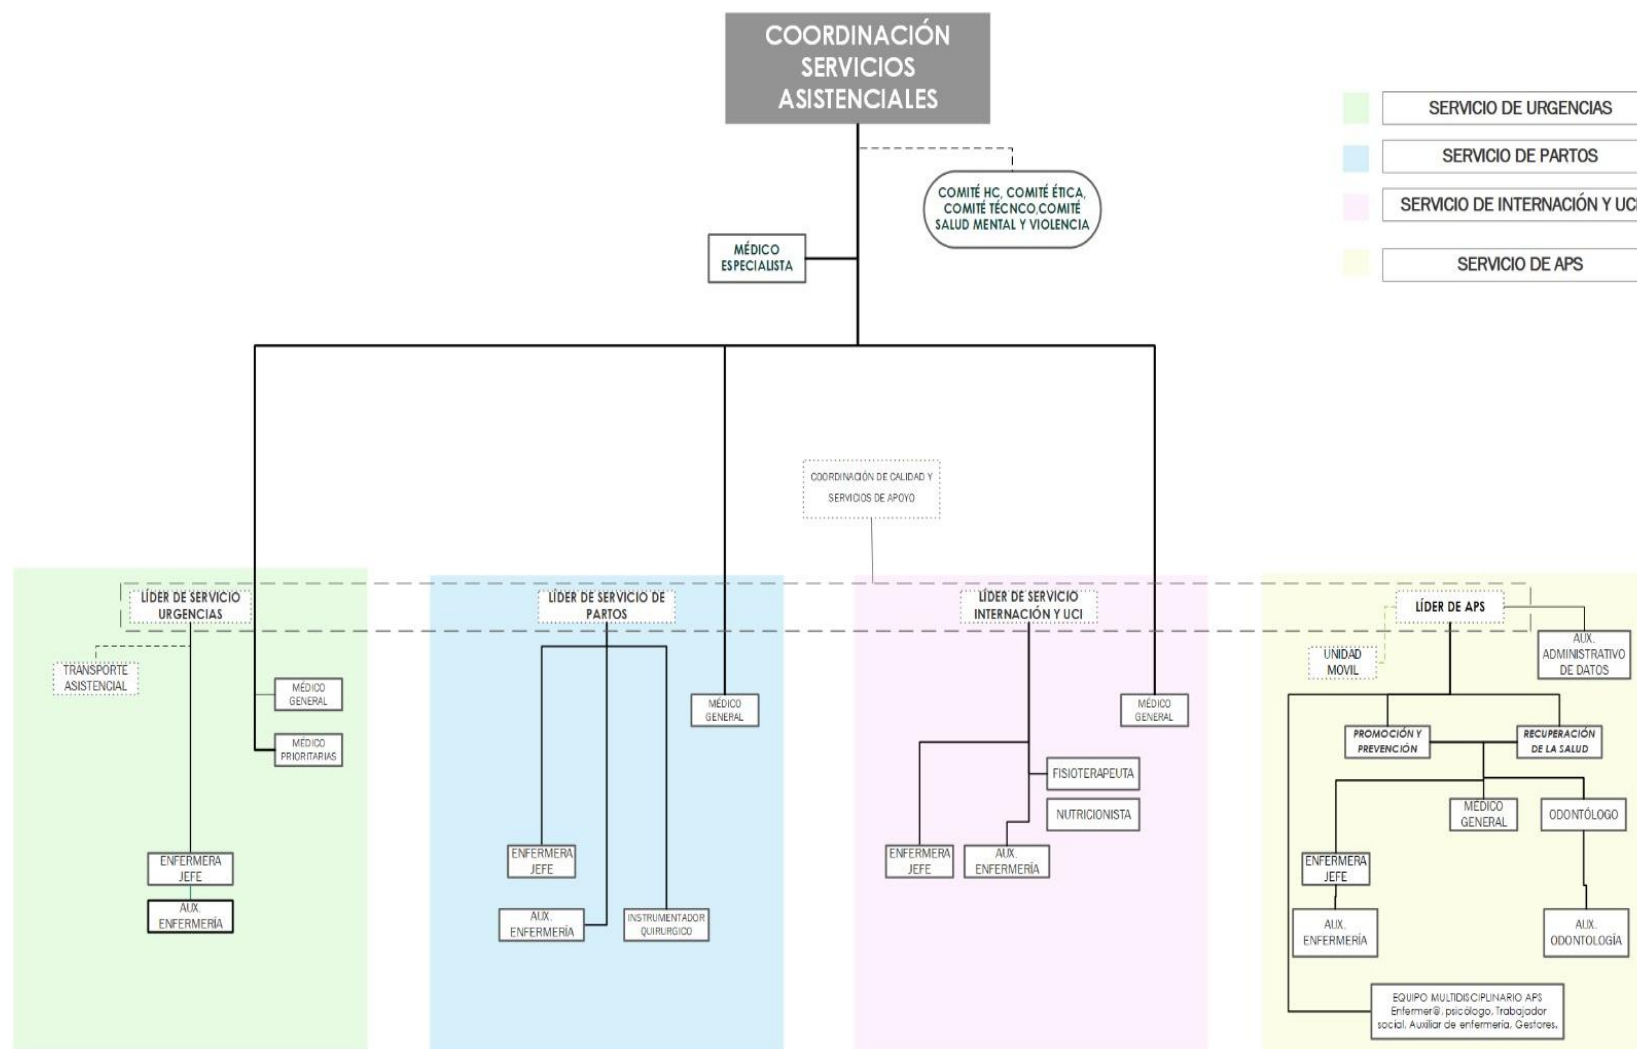 COORDINACIÓN
SERVICIOS
ASISTENCIALES
SERVICIO DE URGENCIAS
SERVICIO DE PARTOS
SERVICIO DE INTERNACIÓN Y UCI
SERVICIO DE APS
COMITÉ HC, COMITÉ ÉTICA,
COMITÉ TÉCNCO,COMITÉ
SALUD MENTAL Y VIOLENCIA
MÉDICO
ESPECIALISTA
COORDINACIÓN DE CALIDAD Y
SERVICIOS DE APOYO
LÍDER DE SERVICIO
URGENCIAS
TRANSPORTE
ASISTENCIAL
MÉDICO
GENERAL
MÉDICO
PRIORITARIAS
ENFERMERA
JEFE
AUX.
ENFERMERÍA
LÍDER DE SERVICIO DE
PARTOS
MÉDICO
GENERAL
ENFERMERA
JEFE
AUX.
ENFERMERÍA
INSTRUMENTADOR
QUIRURGICO
LÍDER DE SERVICIO
INTERNACIÓN Y UCI
MÉDICO
GENERAL
FISIOTERAPEUTA
NUTRICIONISTA
ENFERMERA
JEFE
AUX.
ENFERMERÍA
LÍDER DE APS
UNIDAD
MOVIL
AUX.
ADMINISTRATIVO
DE DATOS
PROMOCIÓN Y
PREVENCIÓN
RECUPERACIÓN
DE LA SALUD
MÉDICO
GENERAL
ODONTÓLOGO
ENFERMERA
JEFE
AUX.
ENFERMERÍA
AUX.
ODONTOLOGÍA
EQUIPO MULTIDISCIPLINARIO APS
Enfermer@, psicólogo, Trabajador
social, Auxiliar de enfermería, Gestores.